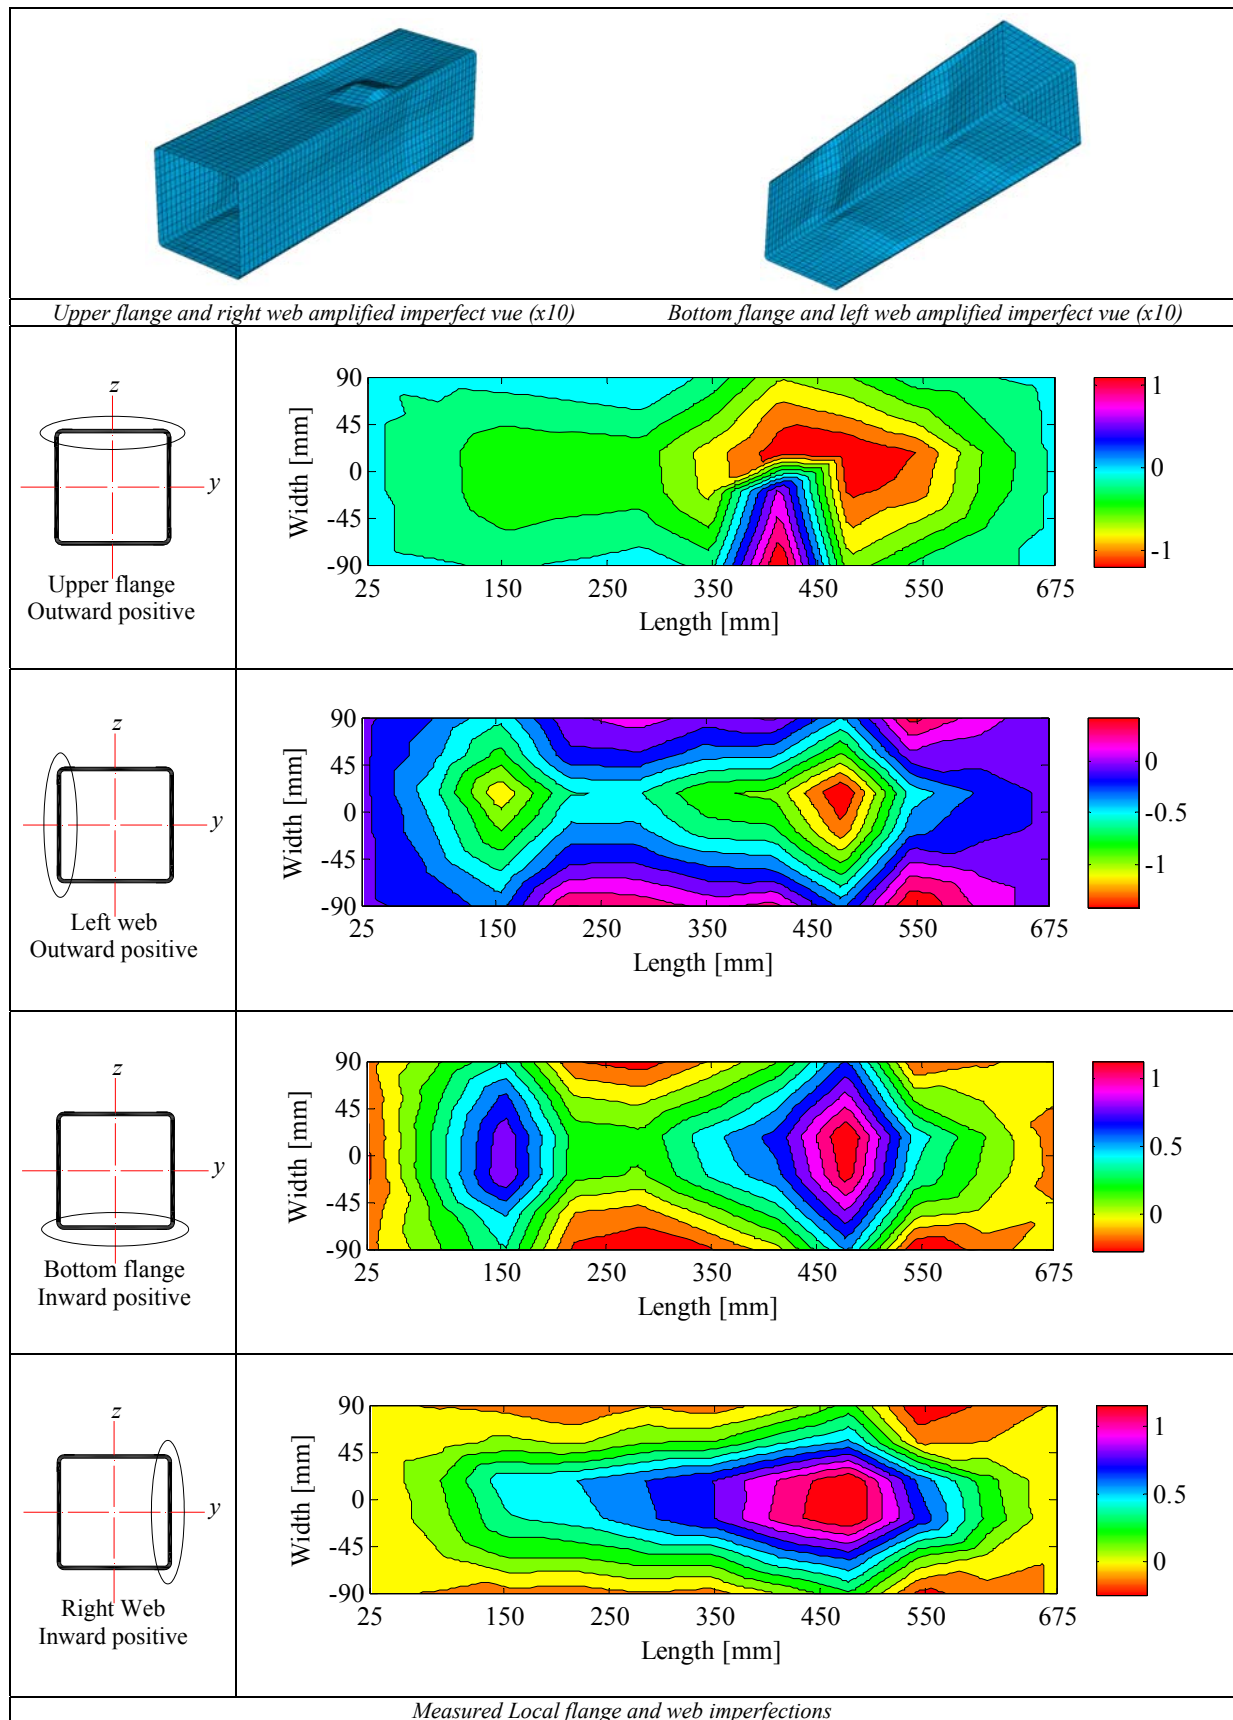 Upper flange and right web amplified imperfect vue (x10)
Bottom flange and left web amplified imperfect vue (x10)
z
y
Upper flange
Outward positive
90
45
0
-45
-90
Width [mm]
25 150 250 350 450 550 675
Length [mm]
1
0
-1
z
y
Left web
Outward positive
90
45
0
-45
-90
Width [mm]
25 150 250 350 450 550 675
Length [mm]
0
-0.5
-1
z
y
Bottom flange
Inward positive
90
45
0
-45
-90
Width [mm]
25 150 250 350 450 550 675
Length [mm]
1
0.5
0
z
y
Right Web
Inward positive
90
45
0
-45
-90
Width [mm]
25 150 250 350 450 550 675
Length [mm]
1
0.5
0
Measured Local flange and web imperfections